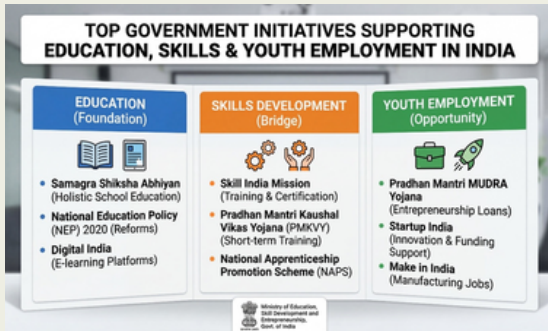 TOP GOVERNMENT INITIATIVES SUPPORTING
EDUCATION, SKILLS & YOUTH EMPLOYMENT IN INDIA
EDUCATION
(Foundation)
• Samagra Shiksha Abhiyan
(Holistic School Education)
• National Education Policy
(NEP) 2020 (Reforms)
• Digital India
(E-learning Platforms)
SKILLS DEVELOPMENT
(Bridge)
• Skill India Mission
(Training & Certification)
• Pradhan Mantri Kaushal
Vikas Yojana (PMKVY)
(Short-term Training)
• National Apprenticeship
Promotion Scheme (NAPS)
YOUTH EMPLOYMENT
(Opportunity)
• Pradhan Mantri MUDRA
Yojana
(Entrepreneurship Loans)
• Startup India
(Innovation & Funding
Support)
• Make in India
(Manufacturing Jobs)
Ministry of Education,
Skill Development and
Entrepreneurship,
Govt. of India